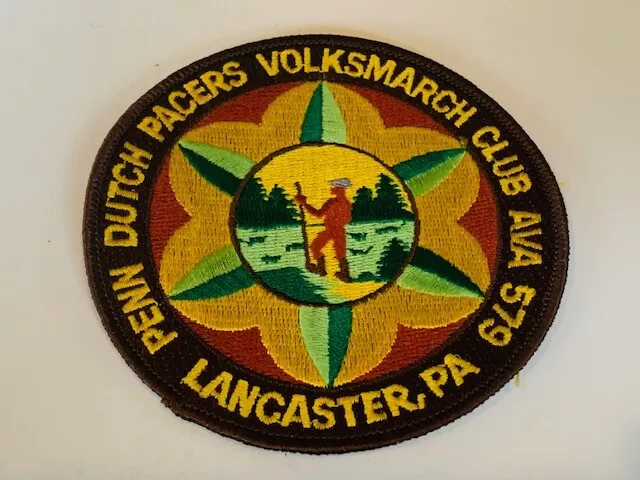 PENN DUTCH PACERS VOLKSMARCH CLUB AVA 579
LANCASTER, PA